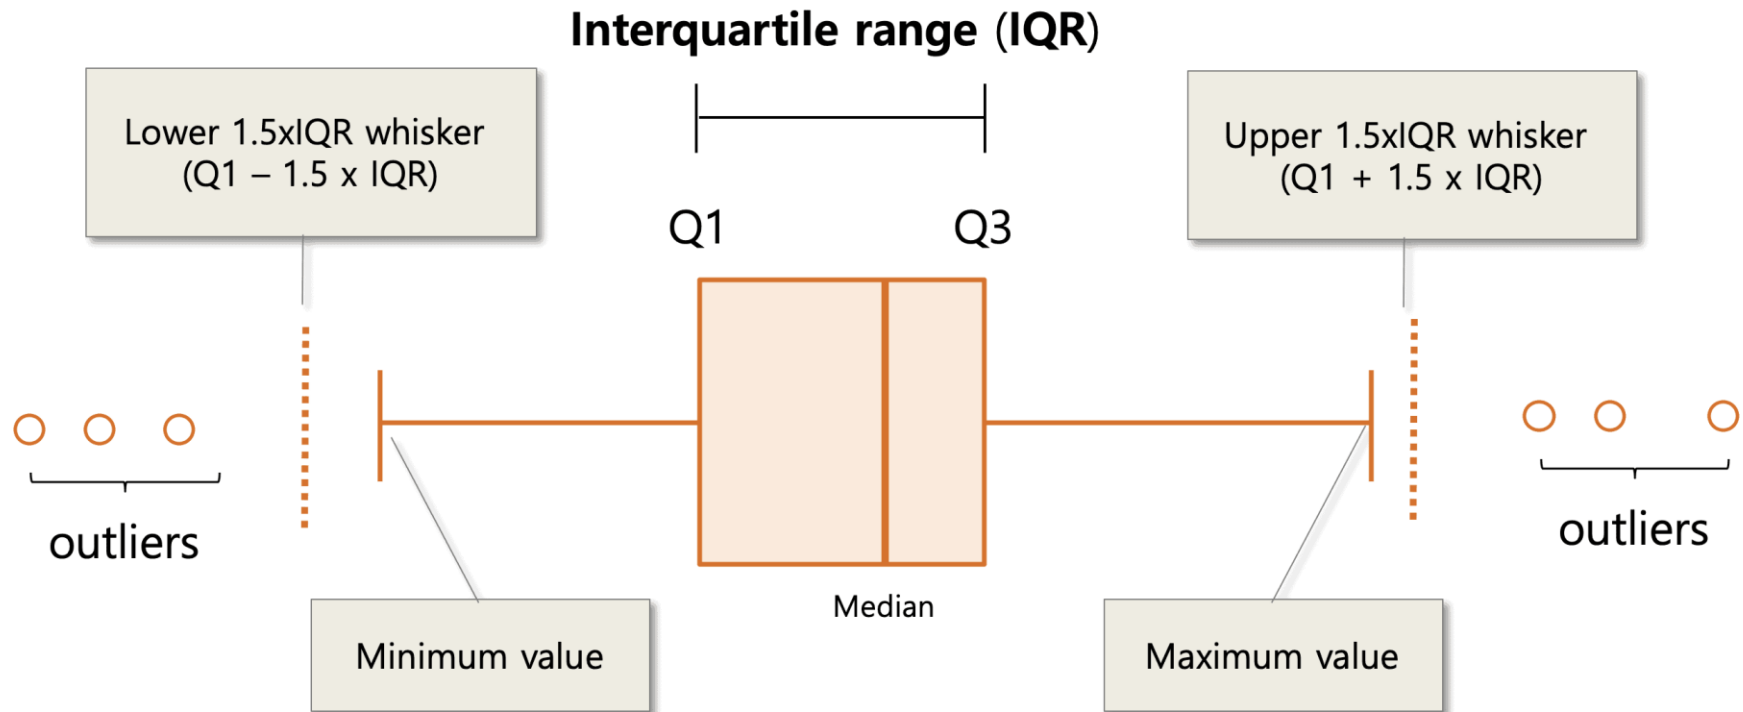 Interquartile range (IQR)
Lower 1.5xIQR whisker
(Q1 – 1.5 x IQR)
Upper 1.5xIQR whisker
(Q1 + 1.5 x IQR)
Q1
Q3
outliers
outliers
Median
Minimum value
Maximum value